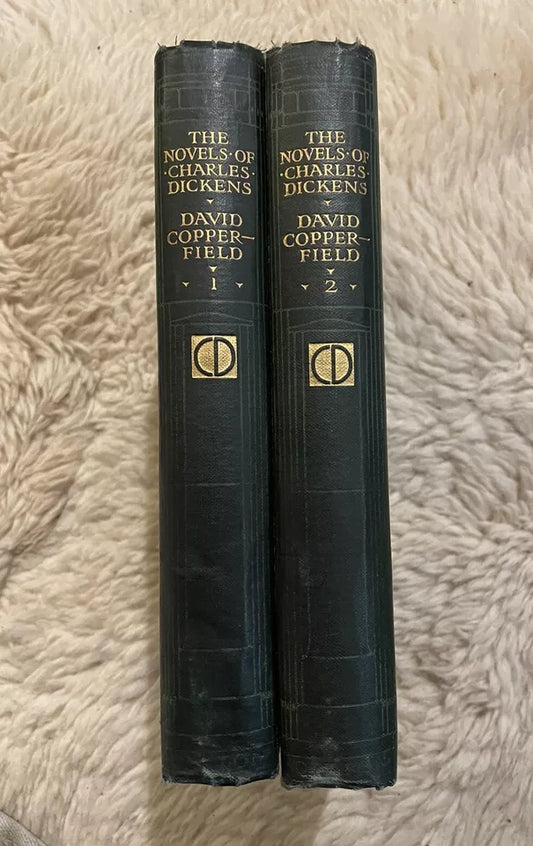 THE
NOVELS·OF
·CHARLES·
DICKENS
DAVID
COPPER—
FIELD
1
CD
THE
NOVELS·OF
·CHARLES·
DICKENS
DAVID
COPPER—
FIELD
2
CD